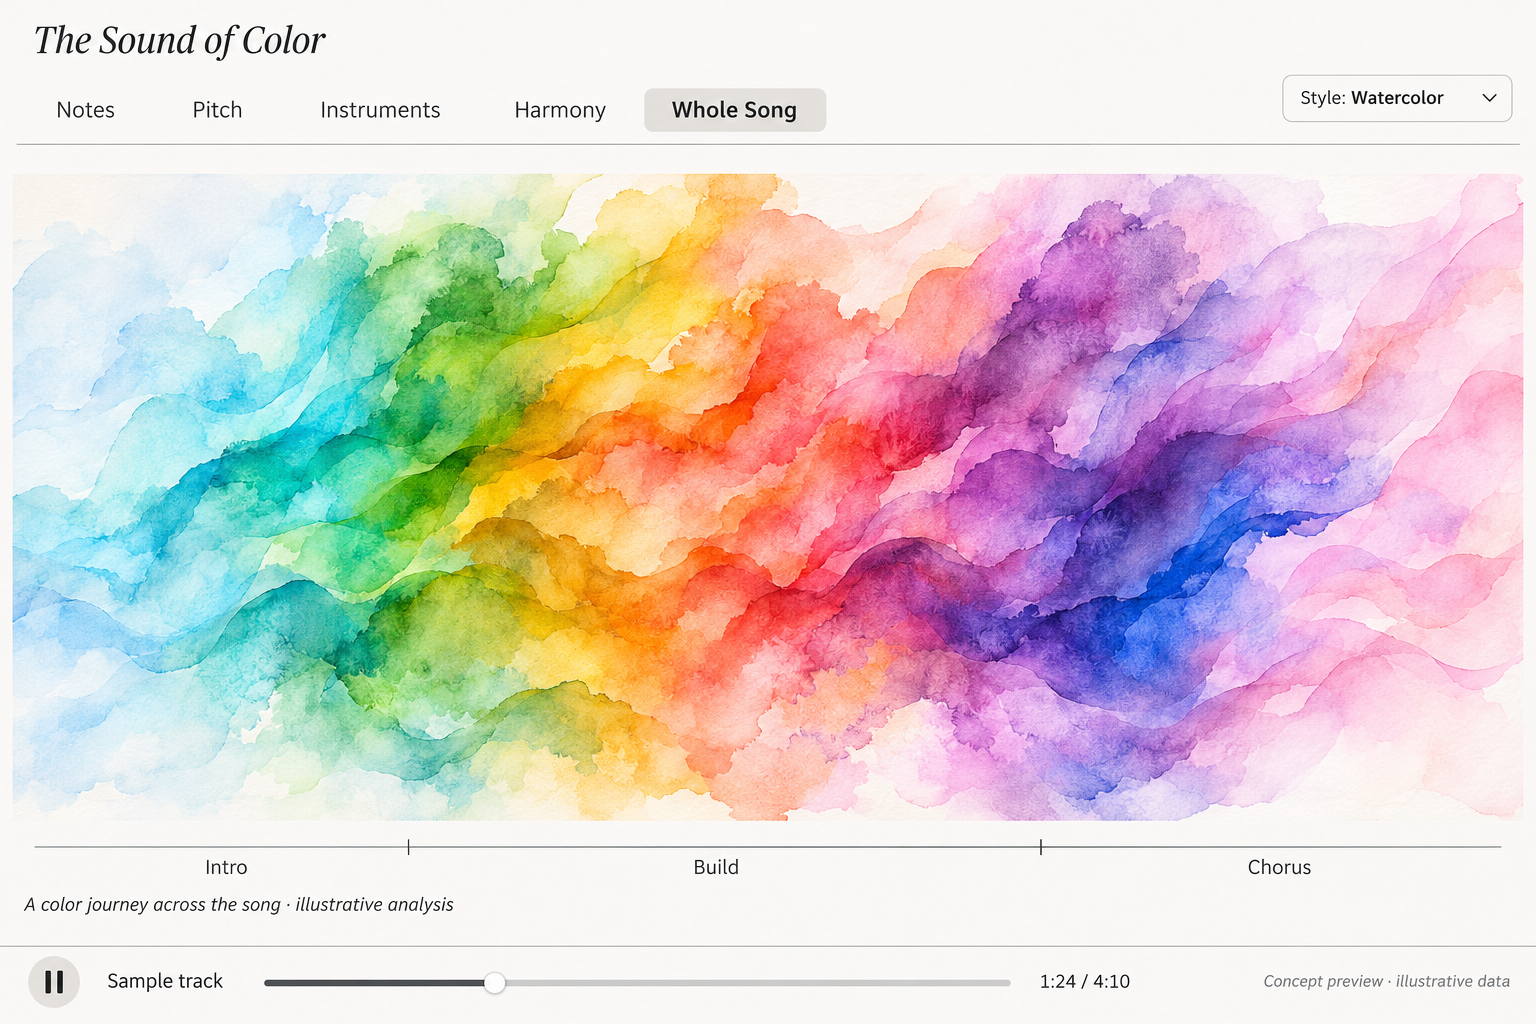 The Sound of Color
Notes Pitch Instruments Harmony Whole Song
Style: Watercolor
Intro Build Chorus
A color journey across the song · illustrative analysis
Sample track 1:24 / 4:10 Concept preview · illustrative data